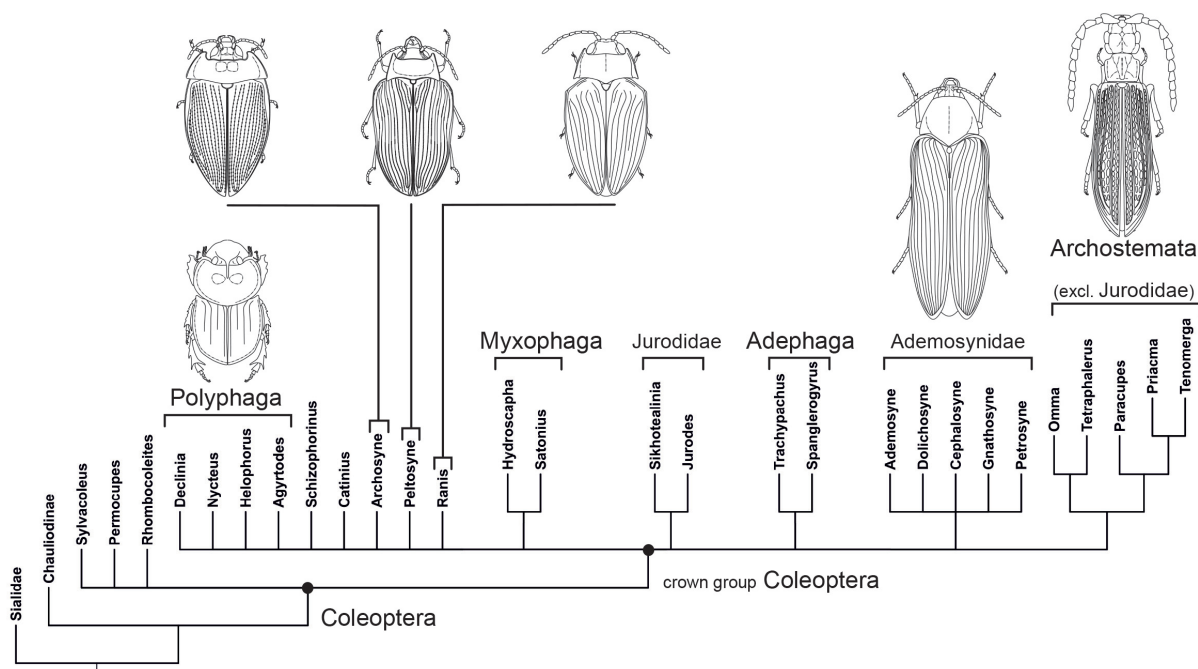 Archostemata
(excl. Jurodidae)
Myxophaga
Jurodidae
Adephaga
Ademosynidae
Polyphaga
Sialidae
Chauliodinae
Sylvacoleus
Permocupes
Rhombocoleites
Declinia
Nycteus
Helophorus
Agyrtodes
Schizophorinus
Catinius
Archosyne
Peltosyne
Ranis
Hydroscapha
Satonius
Sikhotealinia
Jurodes
Trachypachus
Spanglerogyrus
Ademosyne
Dolichosyne
Cephalosyne
Gnathosyne
Petrosyne
Omma
Tetraphalerus
Paracupes
Priacma
Tenomerga
crown group Coleoptera
Coleoptera